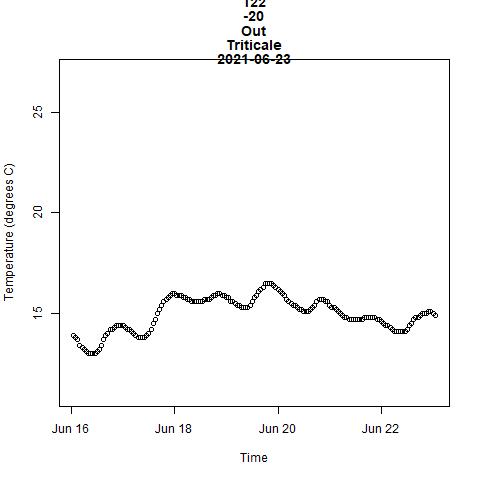 122
-20
Out
Triticale
2021-06-23
Temperature (degrees C)
25
20
15
Jun 16
Jun 18
Jun 20
Jun 22
Time